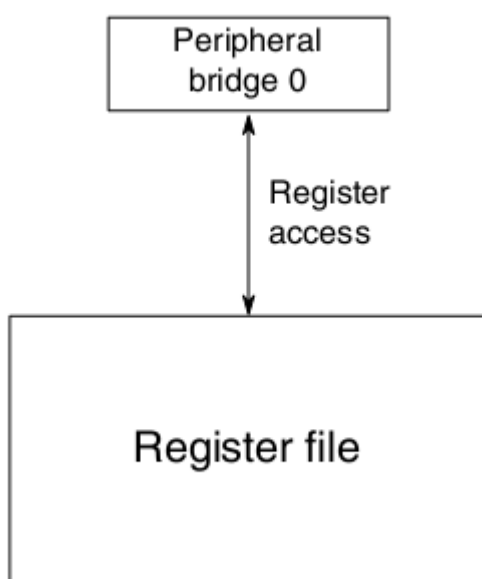 Peripheral
bridge 0
Register
access
Register file